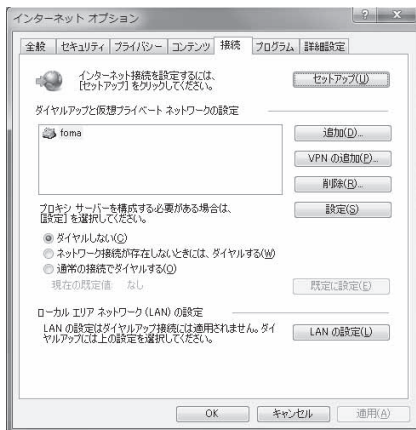 インターネット オプション
全般 セキュリティ プライバシー コンテンツ 接続 プログラム 詳細設定
インターネット接続を設定するには、
[セットアップ] をクリックしてください。
セットアップ(U)
ダイヤルアップと仮想プライベート ネットワークの設定
foma
追加(D)...
VPN の追加(P)...
削除(R)...
プロキシ サーバーを構成する必要がある場合は、
[設定] を選択してください。
設定(S)
ダイヤルしない(C)
ネットワーク接続が存在しないときには、ダイヤルする(W)
通常の接続でダイヤルする(O)
現在の既定値: なし
既定に設定(E)
ローカル エリア ネットワーク (LAN) の設定
LAN の設定はダイヤルアップ接続には適用されません。ダイ
ヤルアップには上の設定を選択してください。
LAN の設定(L)
OK キャンセル 適用(A)